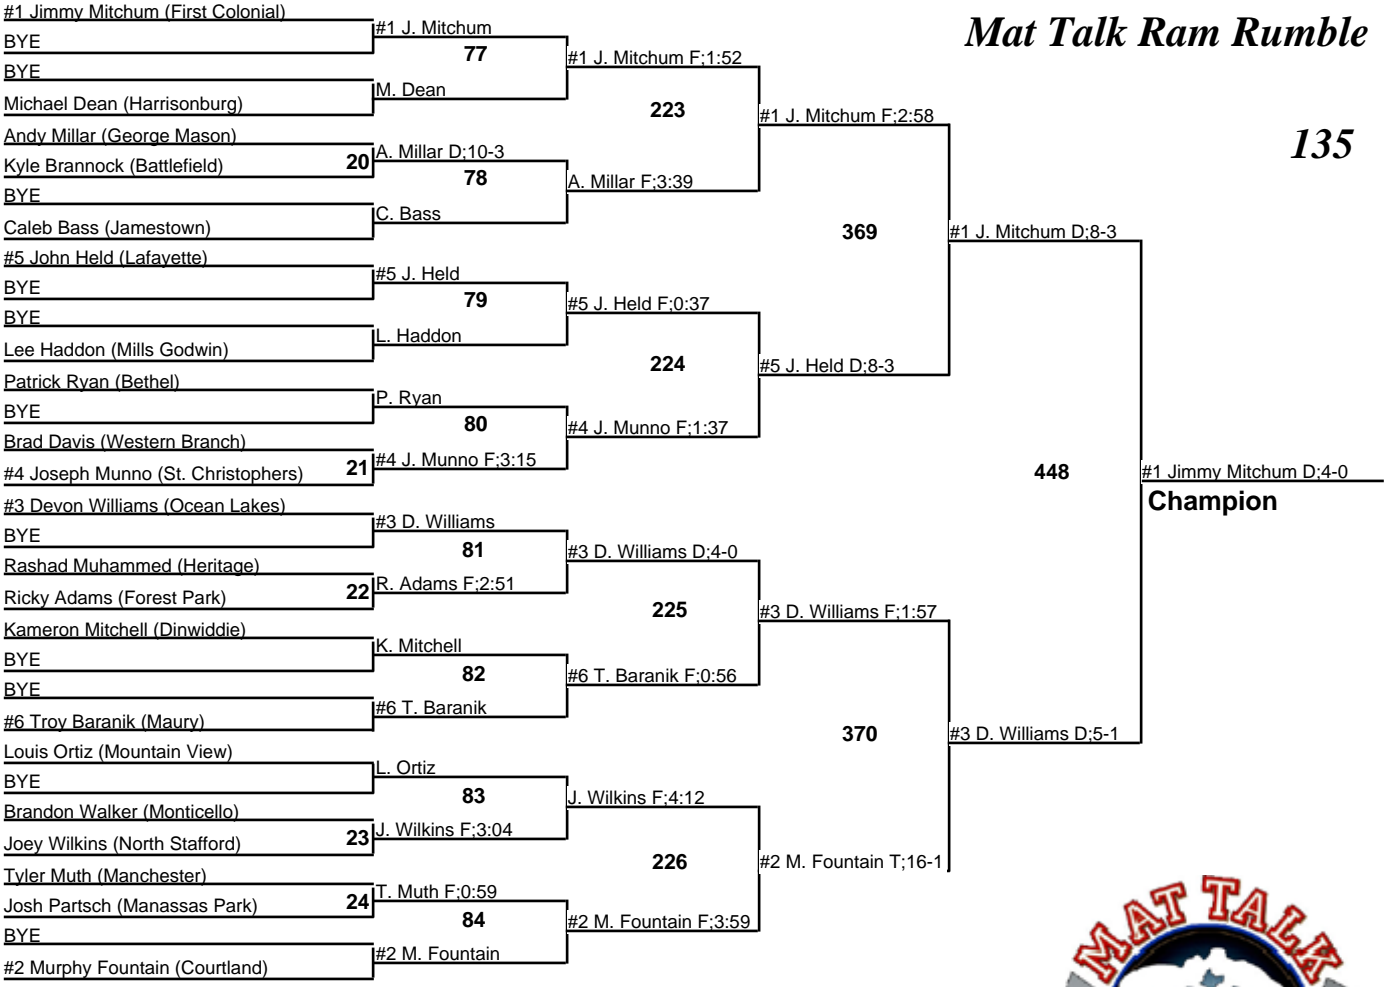 Mat Talk Ram Rumble
135
#1 Jimmy Mitchum (First Colonial)
BYE
BYE
Michael Dean (Harrisonburg)
Andy Millar (George Mason)
Kyle Brannock (Battlefield)
20
BYE
Caleb Bass (Jamestown)
#5 John Held (Lafayette)
BYE
BYE
Lee Haddon (Mills Godwin)
Patrick Ryan (Bethel)
BYE
Brad Davis (Western Branch)
#4 Joseph Munno (St. Christophers)
21
#3 Devon Williams (Ocean Lakes)
BYE
Rashad Muhammed (Heritage)
Ricky Adams (Forest Park)
22
Kameron Mitchell (Dinwiddie)
BYE
BYE
#6 Troy Baranik (Maury)
Louis Ortiz (Mountain View)
BYE
Brandon Walker (Monticello)
Joey Wilkins (North Stafford)
23
Tyler Muth (Manchester)
Josh Partsch (Manassas Park)
24
BYE
#2 Murphy Fountain (Courtland)
#1 J. Mitchum
77
M. Dean
A. Millar D;10-3
78
C. Bass
#5 J. Held
79
L. Haddon
P. Ryan
80
#4 J. Munno F;3:15
#3 D. Williams
81
R. Adams F;2:51
K. Mitchell
82
#6 T. Baranik
L. Ortiz
83
J. Wilkins F;3:04
T. Muth F;0:59
84
#2 M. Fountain
#1 J. Mitchum F;1:52
223
A. Millar F;3:39
#5 J. Held F;0:37
224
#4 J. Munno F;1:37
#3 D. Williams D;4-0
225
#6 T. Baranik F;0:56
J. Wilkins F;4:12
226
#2 M. Fountain F;3:59
#1 J. Mitchum F;2:58
369
#5 J. Held D;8-3
#3 D. Williams F;1:57
370
#2 M. Fountain T;16-1
#1 J. Mitchum D;8-3
448
#3 D. Williams D;5-1
#1 Jimmy Mitchum D;4-0
Champion
MAT TALK